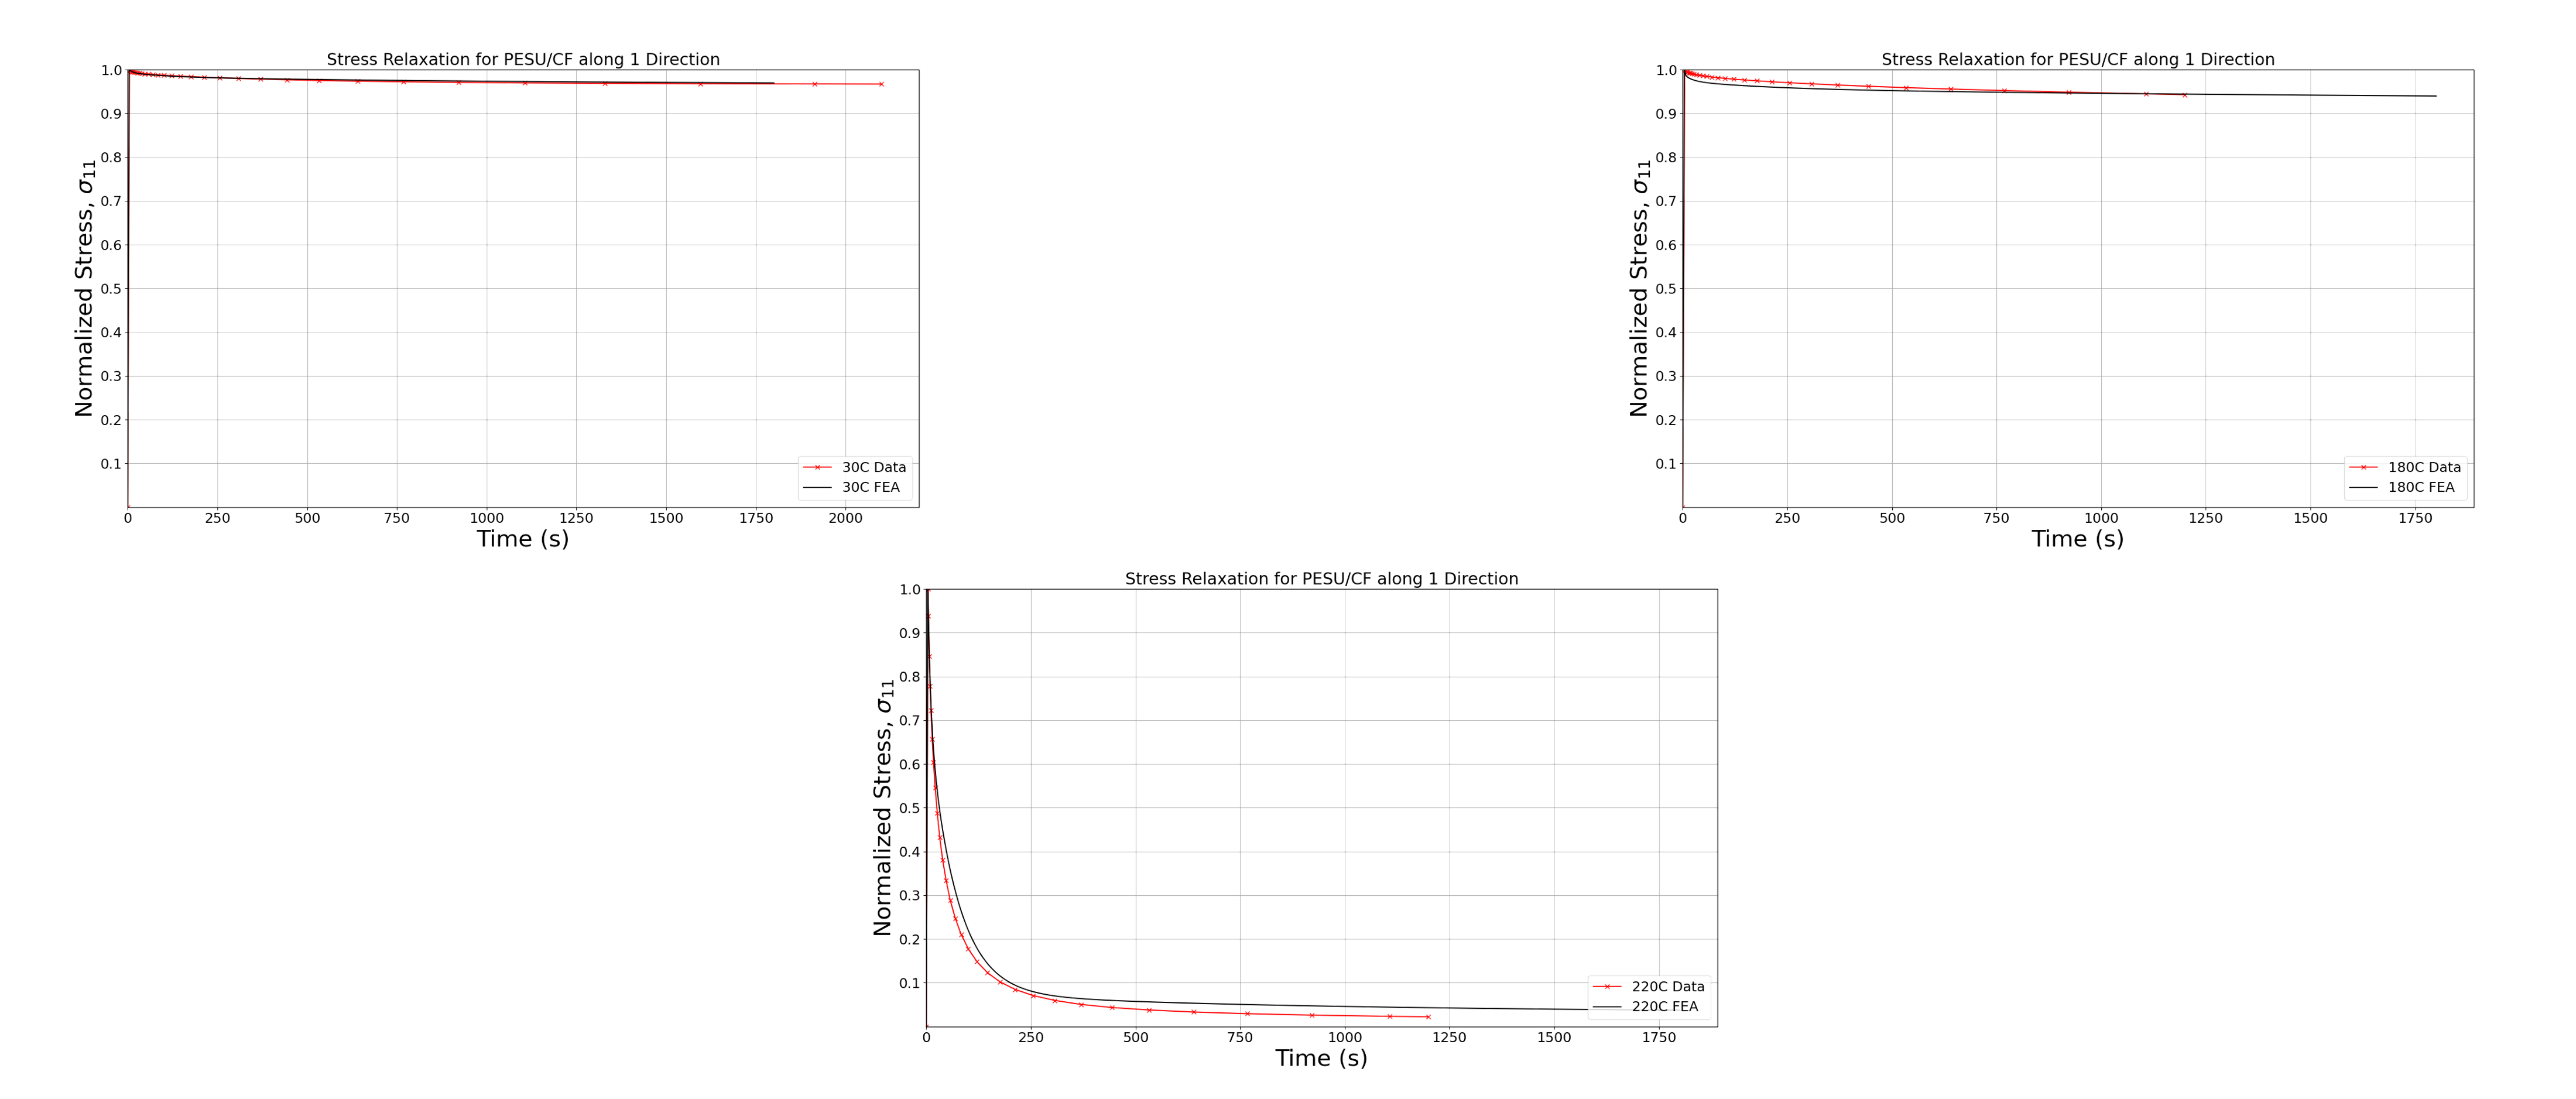 Stress Relaxation for PESU/CF along 1 Direction
Normalized Stress, σ11
1.0
0.9
0.8
0.7
0.6
0.5
0.4
0.3
0.2
0.1
30C Data
30C FEA
0 250 500 750 1000 1250 1500 1750 2000
Time (s)
Stress Relaxation for PESU/CF along 1 Direction
Normalized Stress, σ11
1.0
0.9
0.8
0.7
0.6
0.5
0.4
0.3
0.2
0.1
180C Data
180C FEA
0 250 500 750 1000 1250 1500 1750
Time (s)
Stress Relaxation for PESU/CF along 1 Direction
Normalized Stress, σ11
1.0
0.9
0.8
0.7
0.6
0.5
0.4
0.3
0.2
0.1
220C Data
220C FEA
0 250 500 750 1000 1250 1500 1750
Time (s)